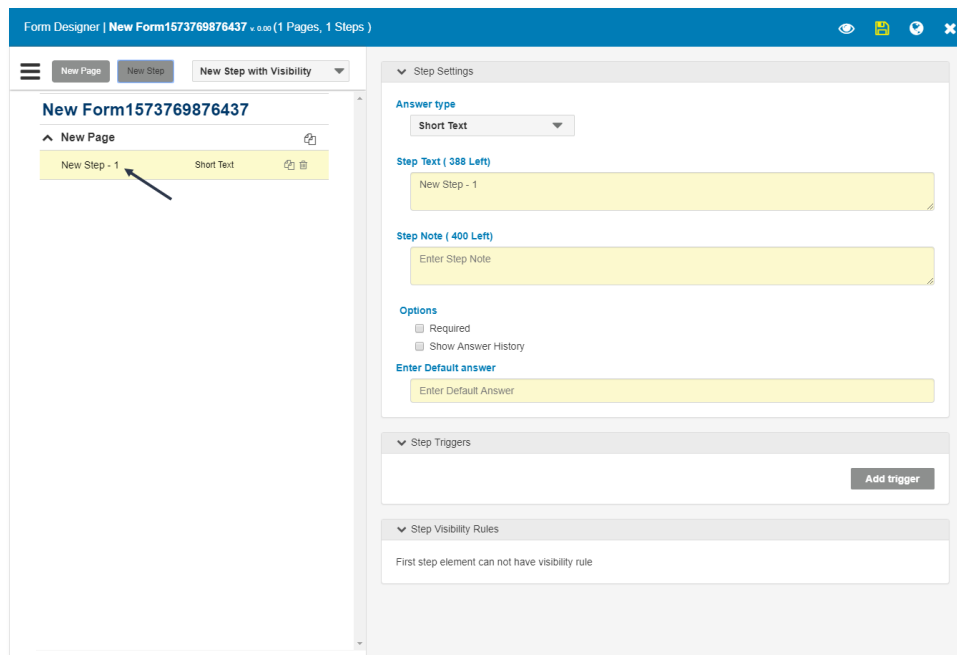 Form Designer | New Form1573769876437 v. 0.00 (1 Pages, 1 Steps )
New Page
New Step
New Step with Visibility
New Form1573769876437
New Page
New Step - 1
Short Text
Step Settings
Answer type
Short Text
Step Text ( 388 Left)
New Step - 1
Step Note ( 400 Left)
Enter Step Note
Options
Required
Show Answer History
Enter Default answer
Enter Default Answer
Step Triggers
Add trigger
Step Visibility Rules
First step element can not have visibility rule